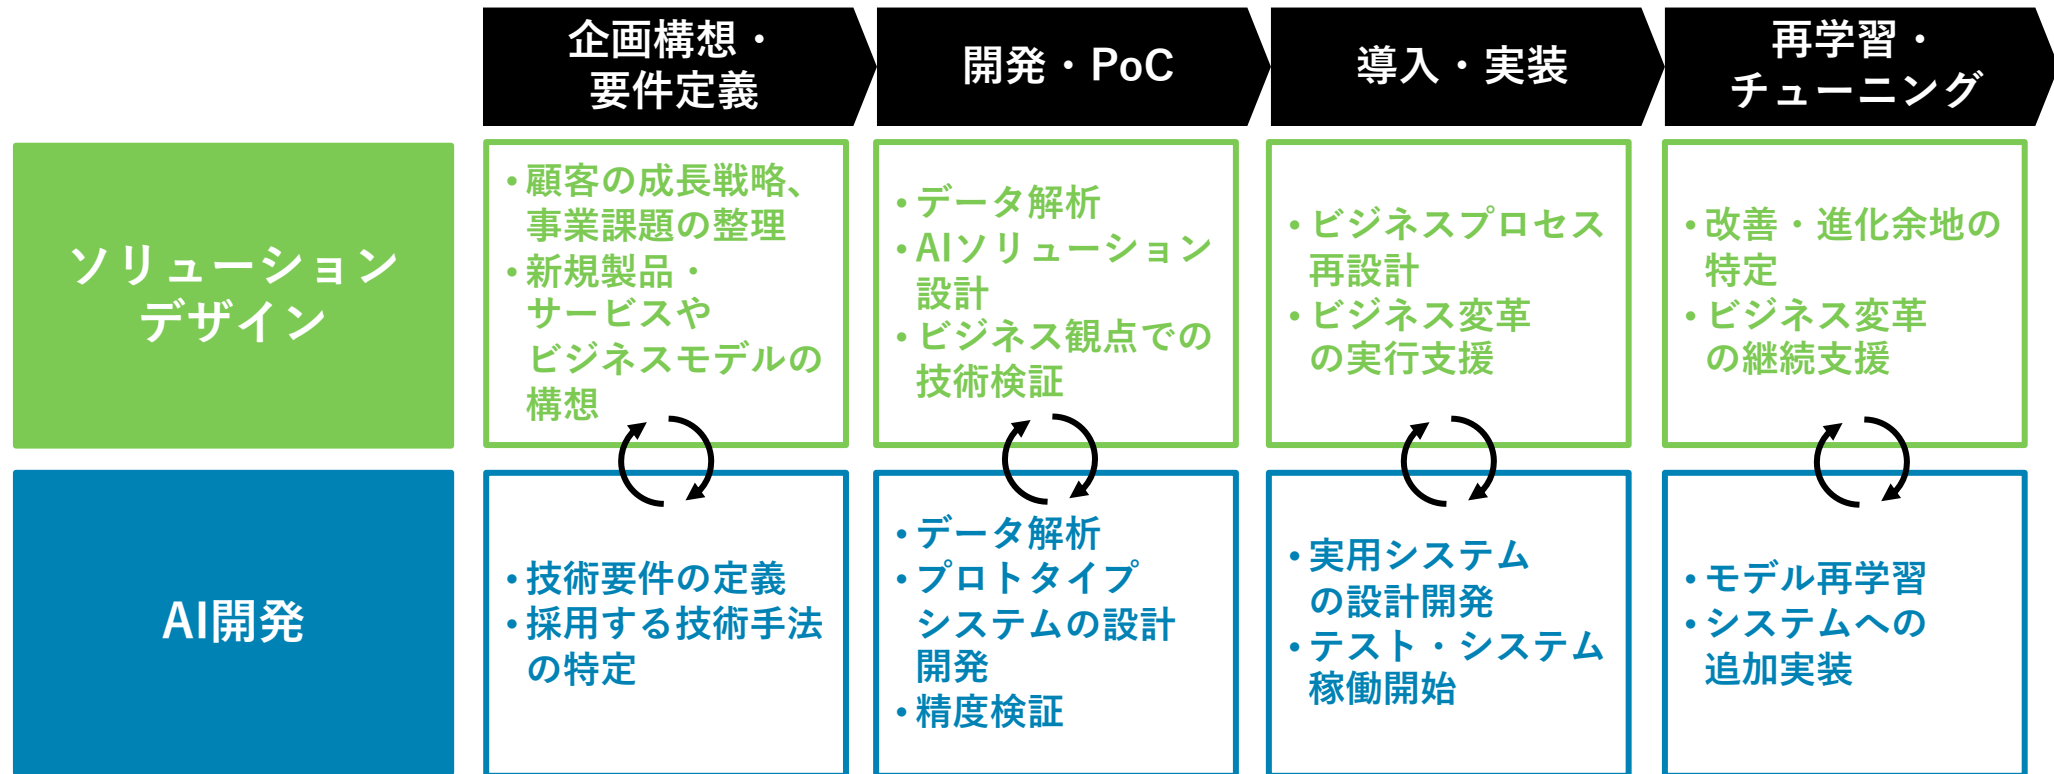 企画構想・
要件定義
開発・PoC
導入・実装
再学習・
チューニング
ソリューション
デザイン
・顧客の成長戦略、
事業課題の整理
・新規製品・
サービスや
ビジネスモデルの
構想
・データ解析
・AIソリューション
設計
・ビジネス観点での
技術検証
・ビジネスプロセス
再設計
・ビジネス変革
の実行支援
・改善・進化余地の
特定
・ビジネス変革
の継続支援
AI開発
・技術要件の定義
・採用する技術手法
の特定
・データ解析
・プロトタイプ
システムの設計
開発
・精度検証
・実用システム
の設計開発
・テスト・システム
稼働開始
・モデル再学習
・システムへの
追加実装